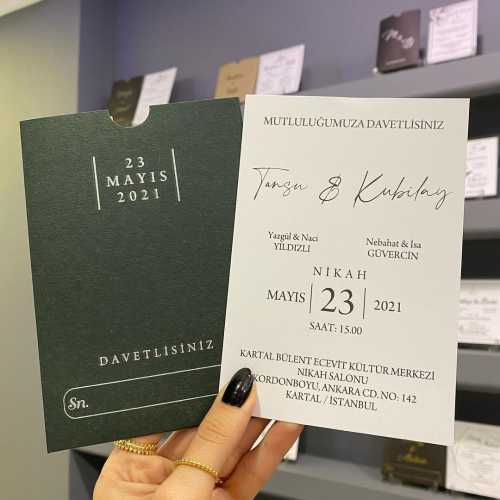 23
MAYIS
2021
DAVETLİSİNİZ
Sn.
MUTLULUĞUMUZA DAVETLİSİNİZ
Tansu & Kubilay
Yazgül & Naci
YILDIZLI
Nebahat & İsa
GÜVERCİN
NİKAH
MAYIS 23 2021
SAAT: 15.00
KARTAL BÜLENT ECEVİT KÜLTÜR MERKEZİ
NİKAH SALONU
KORDONBOYU, ANKARA CD. NO: 142
KARTAL / İSTANBUL